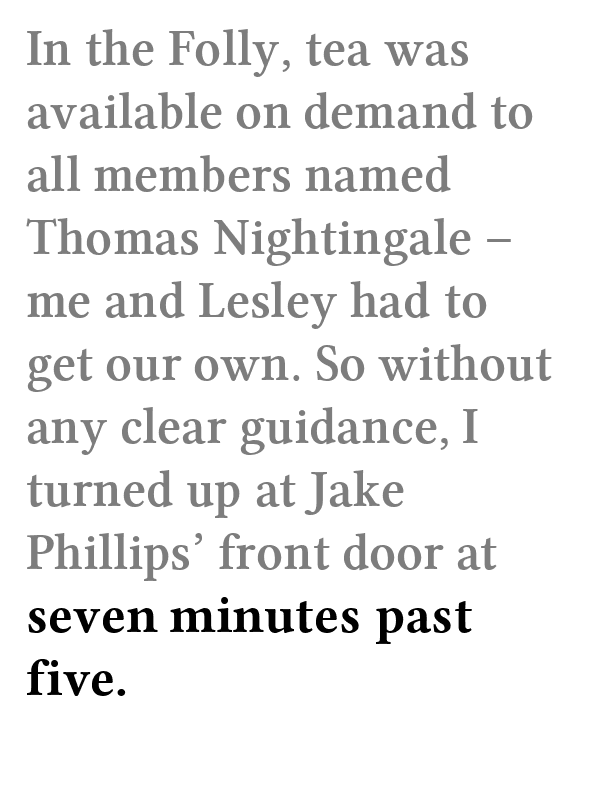 In the Folly, tea was
available on demand to
all members named
Thomas Nightingale –
me and Lesley had to
get our own. So without
any clear guidance, I
turned up at Jake
Phillips’ front door at
seven minutes past
five.